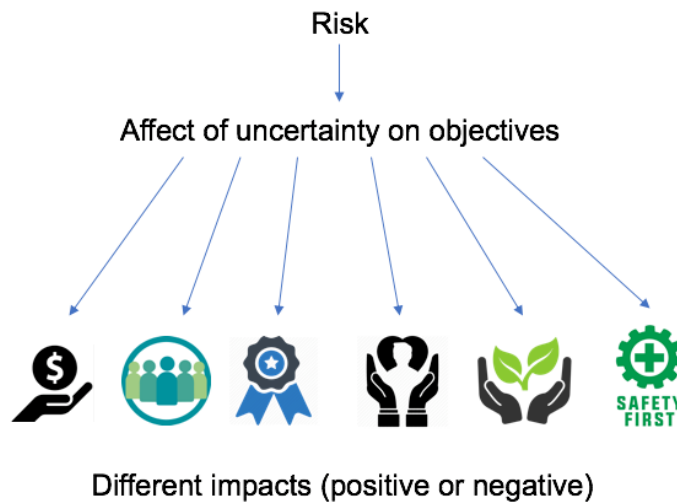 Risk
Affect of uncertainty on objectives
$
SAFETY
FIRST
Different impacts (positive or negative)